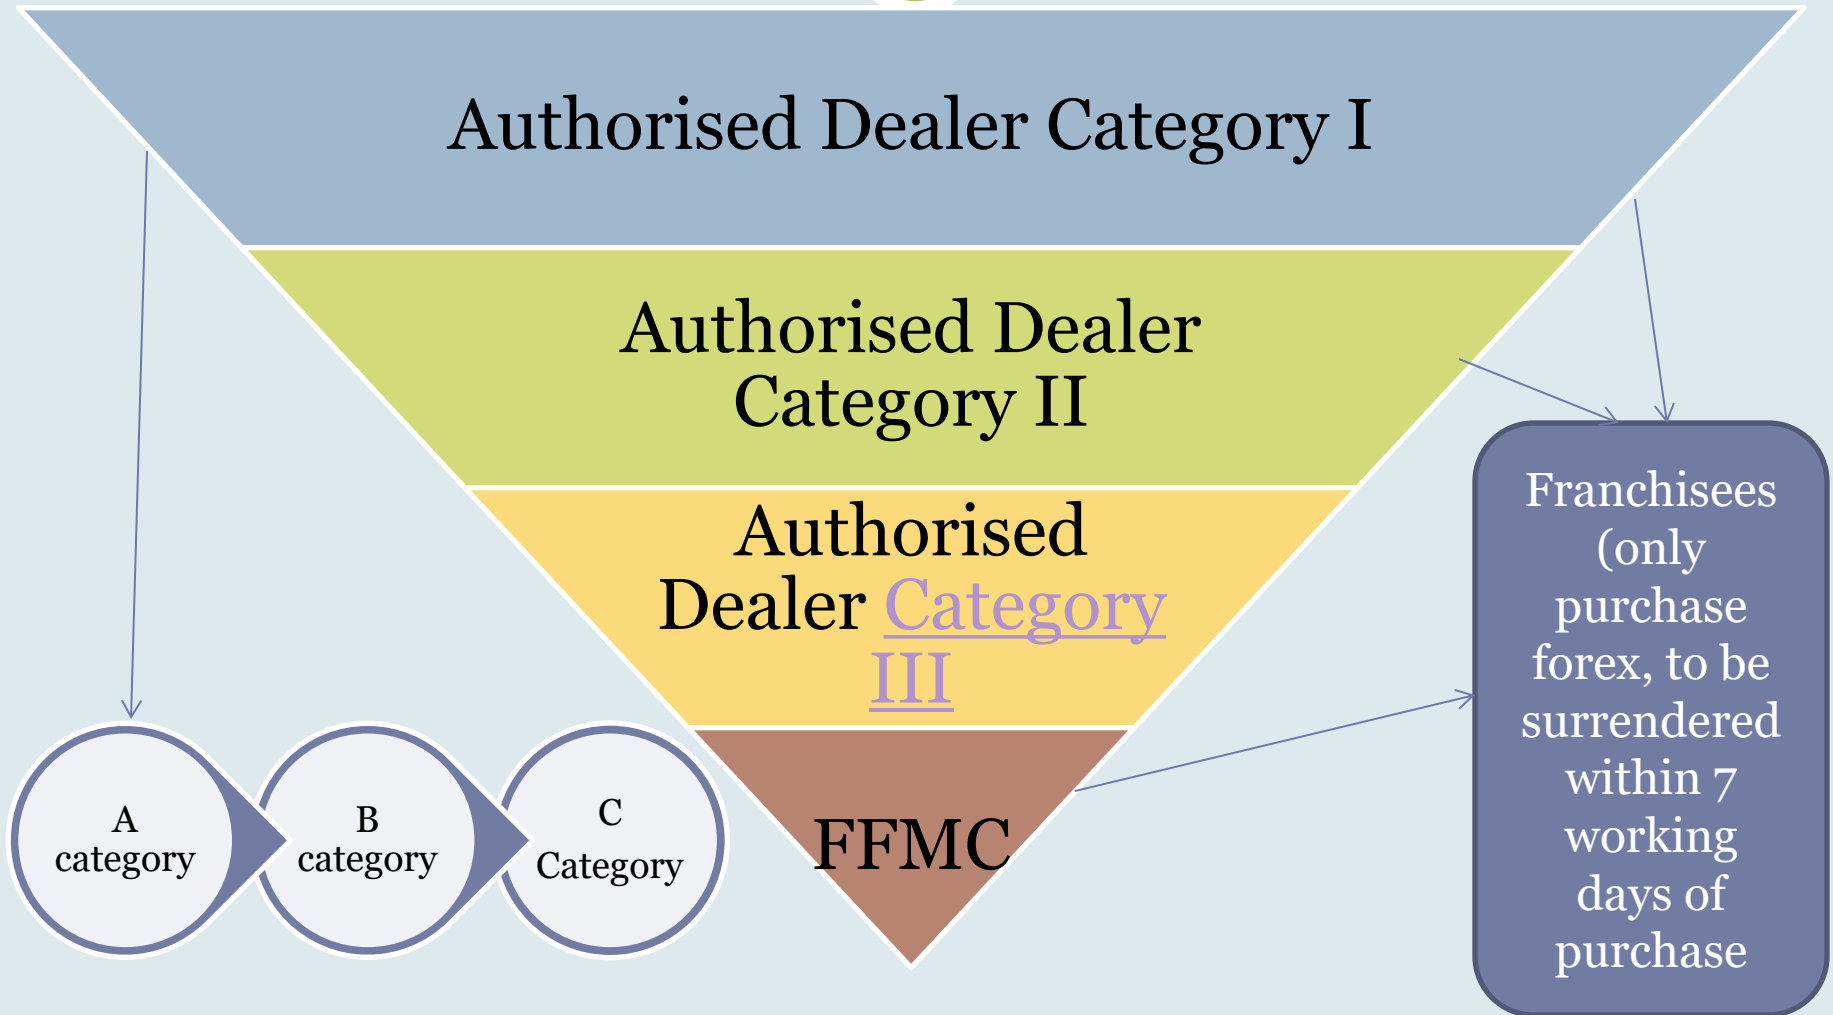 Authorised Dealer Category I
Authorised Dealer
Category II
Authorised
Dealer Category
III
FFMC
A
category
B
category
C
Category
Franchisees
(only
purchase
forex, to be
surrendered
within 7
working
days of
purchase